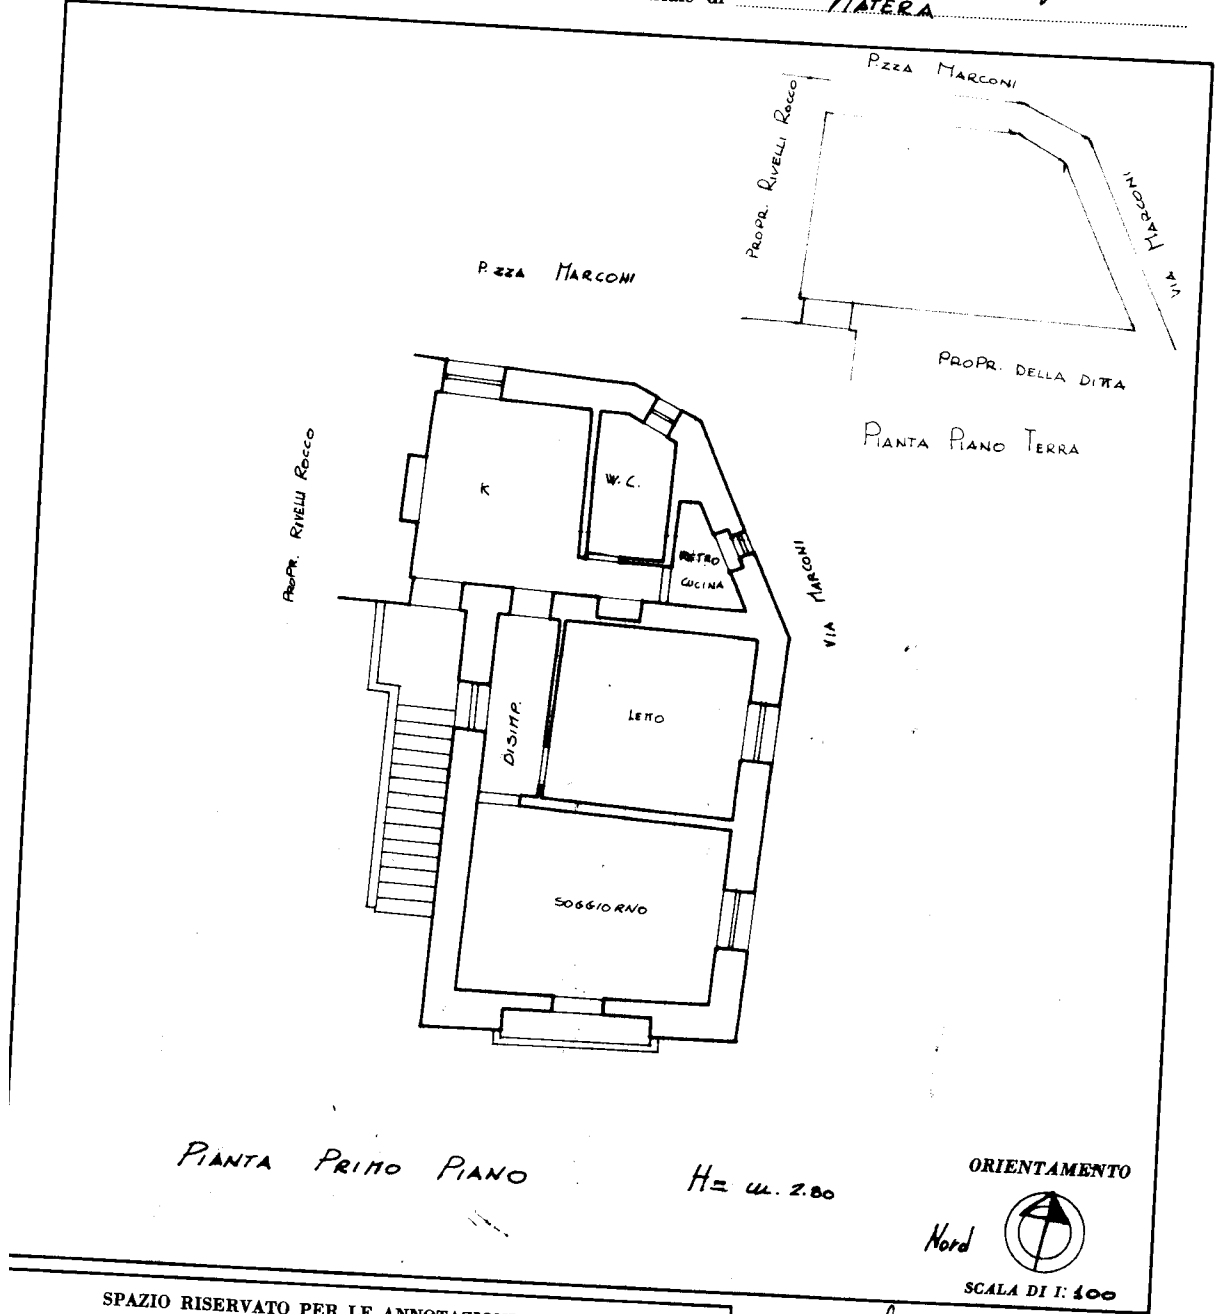 MATERA
P.ZZA MARCONI
PROPR. RIVELLI ROCCO
VIA MARCONI
VIA
PROPR. DELLA DITTA
PIANTA PIANO TERRA
P.ZZA MARCONI
PROPR. RIVELLI ROCCO
K
W.C.
RETRO
CUCINA
VIA MARCONI
DISIMP.
LETTO
SOGGIORNO
PIANTA PRIMO PIANO
H= m. 2.80
ORIENTAMENTO
Nord
SCALA DI 1: 100
SPAZIO RISERVATO PER LE